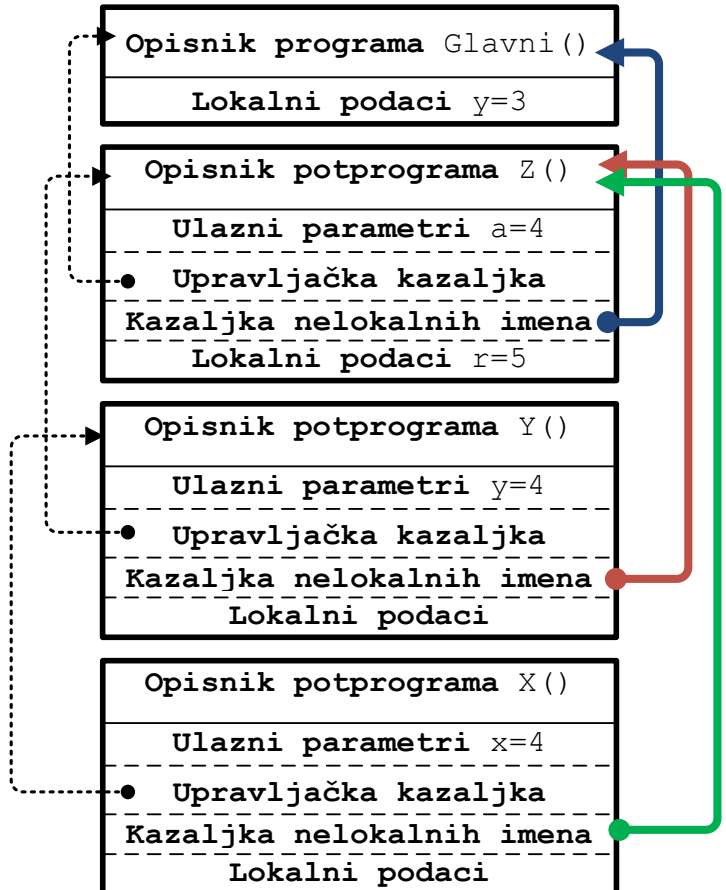 Opisnik programa Glavni()
Lokalni podaci y=3
Opisnik potprograma Z()
Ulazni parametri a=4
Upravljačka kazaljka
Kazaljka nelokalnih imena
Lokalni podaci r=5
Opisnik potprograma Y()
Ulazni parametri y=4
Upravljačka kazaljka
Kazaljka nelokalnih imena
Lokalni podaci
Opisnik potprograma X()
Ulazni parametri x=4
Upravljačka kazaljka
Kazaljka nelokalnih imena
Lokalni podaci